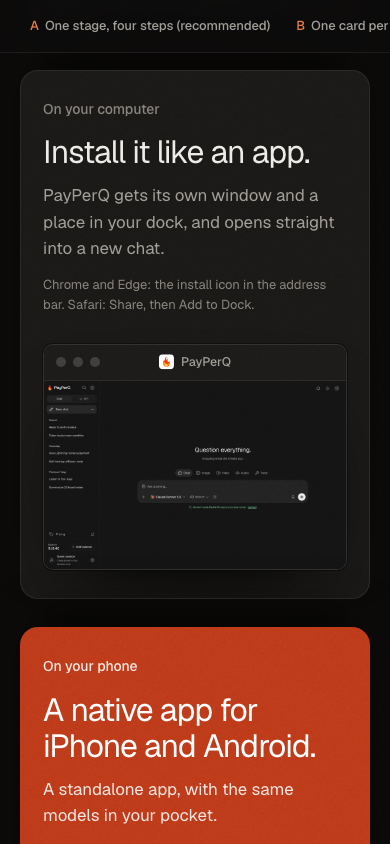 A One stage, four steps (recommended) B One card per
On your computer
Install it like an app.
PayPerQ gets its own window and a
place in your dock, and opens straight
into a new chat.
Chrome and Edge: the install icon in the address
bar. Safari: Share, then Add to Dock.
PayPerQ
PayPerQ
New chat
Question everything.
Pricing
On your phone
A native app for
iPhone and Android.
A standalone app, with the same
models in your pocket.